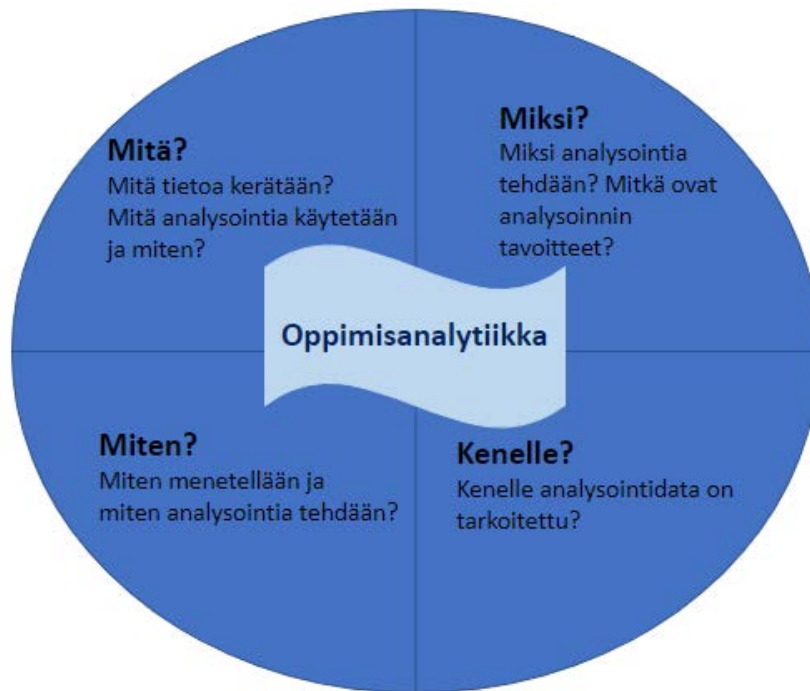 Mitä?
Mitä tietoa kerätään?
Mitä analysointia käytetään
ja miten?
Miksi?
Miksi analysointia
tehdään? Mitkä ovat
analysoinnin
tavoitteet?
Oppimisanalytiikka
Miten?
Miten menetellään ja
miten analysointia tehdään?
Kenelle?
Kenelle analysointidata on
tarkoitettu?